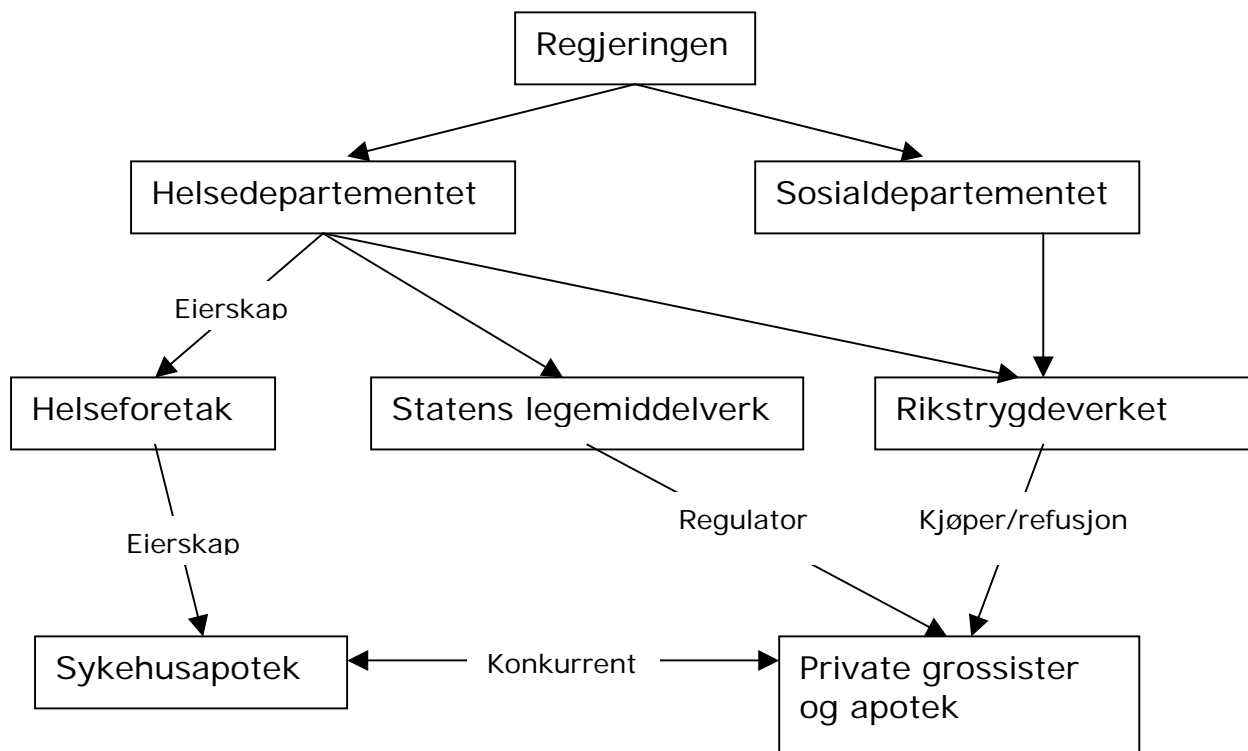 Regjeringen
Helsedepartementet
Sosialdepartementet
Eierskap
Helseforetak
Statens legemiddelverk
Rikstrygdeverket
Regulator
Kjøper/refusjon
Eierskap
Sykehusapotek
Konkurrent
Private grossister
og apotek